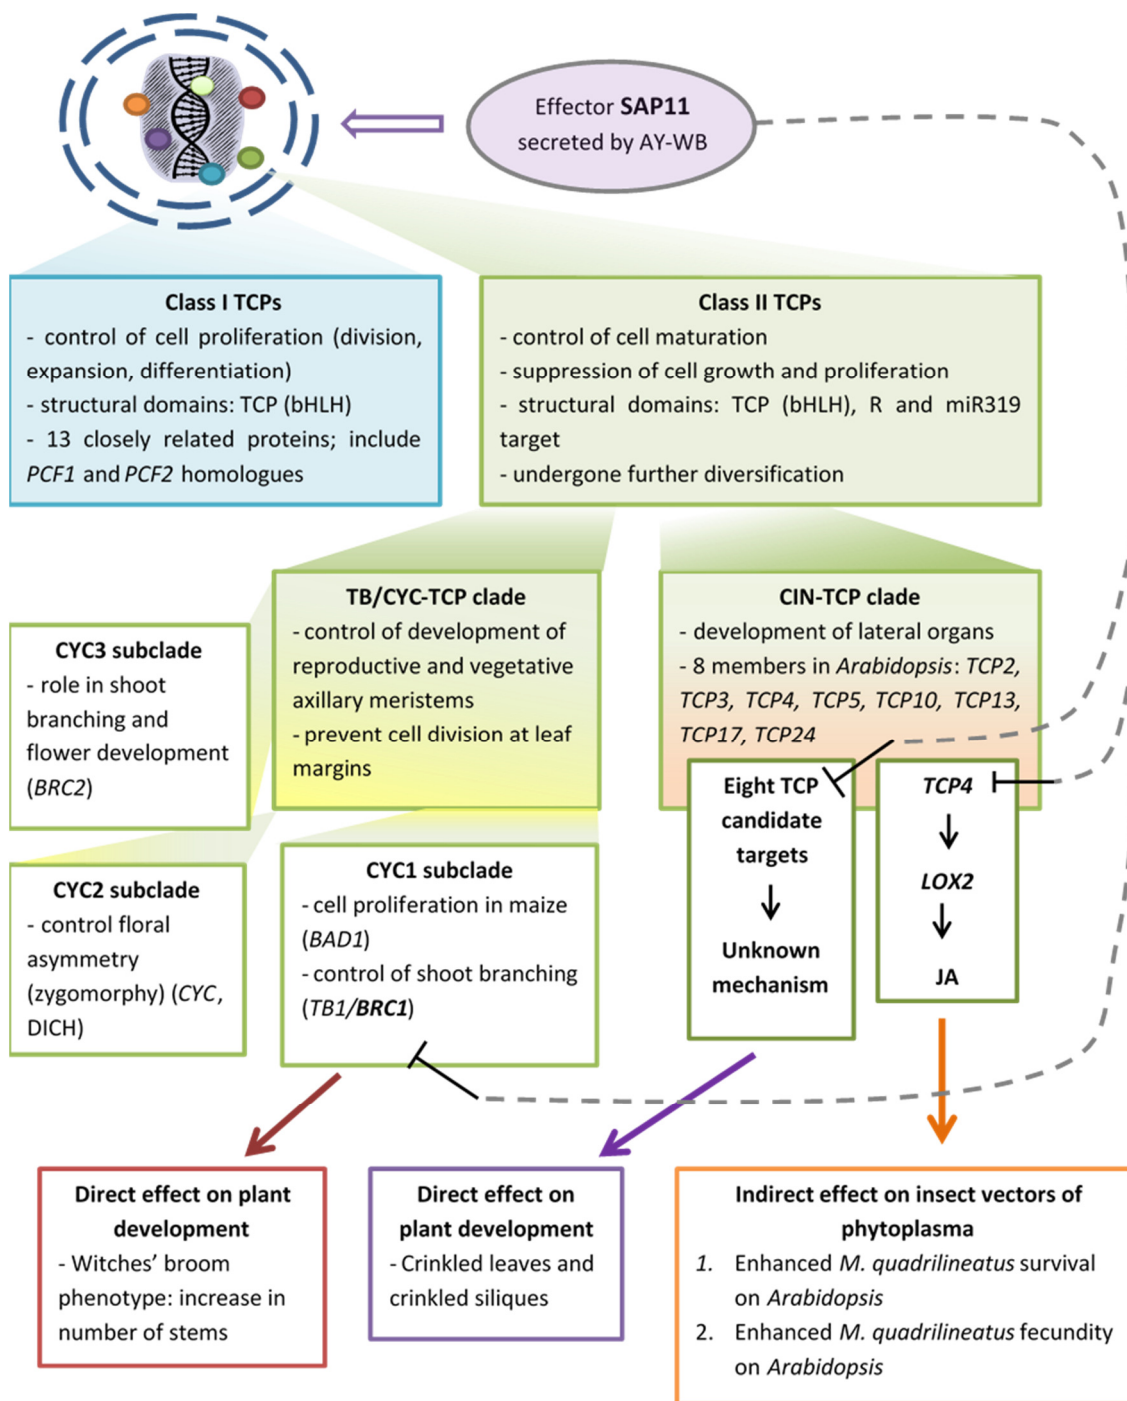 Effector SAP11
secreted by AY-WB
Class I TCPs
- control of cell proliferation (division,
expansion, differentiation)
- structural domains: TCP (bHLH)
- 13 closely related proteins; include
PCF1 and PCF2 homologues
Class II TCPs
- control of cell maturation
- suppression of cell growth and proliferation
- structural domains: TCP (bHLH), R and miR319
target
- undergone further diversification
TB/CYC-TCP clade
- control of development of
reproductive and vegetative
axillary meristems
- prevent cell division at leaf
margins
CIN-TCP clade
- development of lateral organs
- 8 members in Arabidopsis: TCP2,
TCP3, TCP4, TCP5, TCP10, TCP13,
TCP17, TCP24
CYC3 subclade
- role in shoot
branching and
flower development
(BRC2)
Eight TCP
candidate
targets
Unknown
mechanism
TCP4
LOX2
JA
CYC2 subclade
- control floral
asymmetry
(zygomorphy) (CYC,
DICH)
CYC1 subclade
- cell proliferation in maize
(BAD1)
- control of shoot branching
(TB1/BRC1)
Direct effect on plant
development
- Witches’ broom
phenotype: increase in
number of stems
Direct effect on
plant development
- Crinkled leaves and
crinkled siliques
Indirect effect on insect vectors of
phytoplasma
1. Enhanced M. quadrilineatus survival
on Arabidopsis
2. Enhanced M. quadrilineatus fecundity
on Arabidopsis